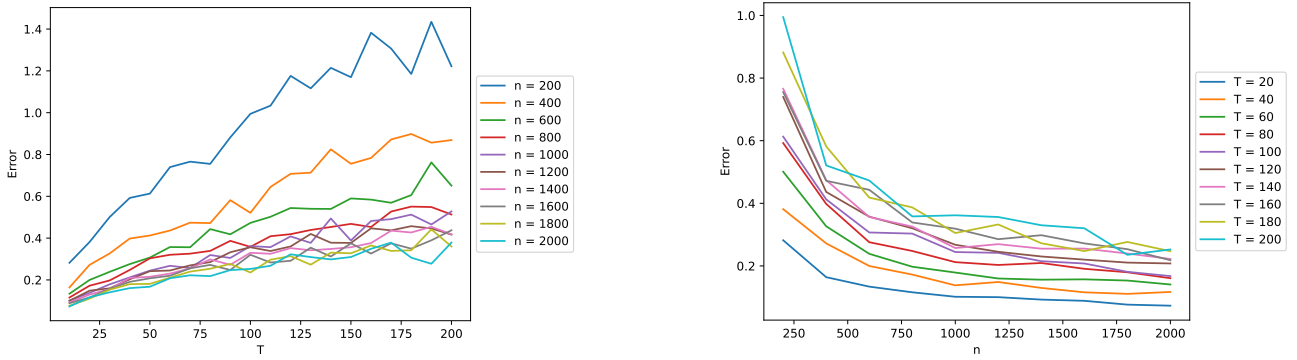 1.4
1.2
1.0
0.8
0.6
0.4
0.2
Error
25
50
75
100
125
150
175
200
T
n = 200
n = 400
n = 600
n = 800
n = 1000
n = 1200
n = 1400
n = 1600
n = 1800
n = 2000
1.0
0.8
0.6
0.4
0.2
Error
250
500
750
1000
1250
1500
1750
2000
n
T = 20
T = 40
T = 60
T = 80
T = 100
T = 120
T = 140
T = 160
T = 180
T = 200